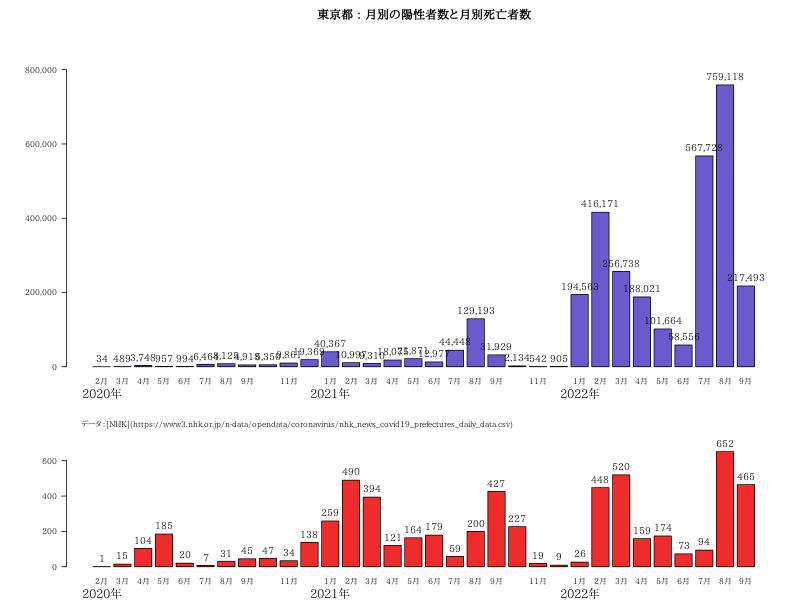 東京都：月別の陽性者数と月別死亡者数
800,000
600,000
400,000
200,000
0
34 489 3,748 957 994 6,466 8,125 4,915 5,350 9,861 19,369 40,367 10,997 9,310 18,071 21,871 12,977 44,448 129,193 31,929 2,134 542 905 194,563 416,171 256,738 188,021 101,664 58,556 567,728 759,118 217,493
2月 3月 4月 5月 6月 7月 8月 9月 11月 1月 2月 3月 4月 5月 6月 7月 8月 9月 11月 1月 2月 3月 4月 5月 6月 7月 8月 9月
2020年 2021年 2022年
データ：[NHK](https://www3.nhk.or.jp/n-data/opendata/coronavirus/nhk_news_covid19_prefectures_daily_data.csv)
600
400
200
0
1 15 104 185 20 7 31 45 47 34 138 259 490 394 121 164 179 59 200 427 227 19 9 26 448 520 159 174 73 94 652 465
2月 3月 4月 5月 6月 7月 8月 9月 11月 1月 2月 3月 4月 5月 6月 7月 8月 9月 11月 1月 2月 3月 4月 5月 6月 7月 8月 9月
2020年 2021年 2022年